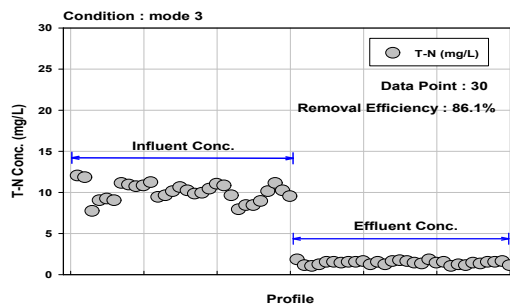 Condition : mode 3
30
25
20
15
10
5
0
T-N Conc. (mg/L)
T-N (mg/L)
Data Point : 30
Removal Efficiency : 86.1%
Influent Conc.
Effluent Conc.
Profile